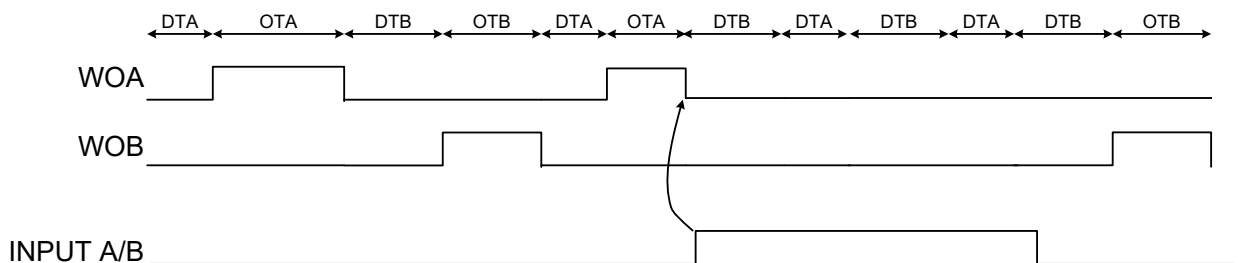 DTA OTA DTB OTB DTA OTA DTB DTA DTB DTA DTB OTB
WOA
WOB
INPUT A/B